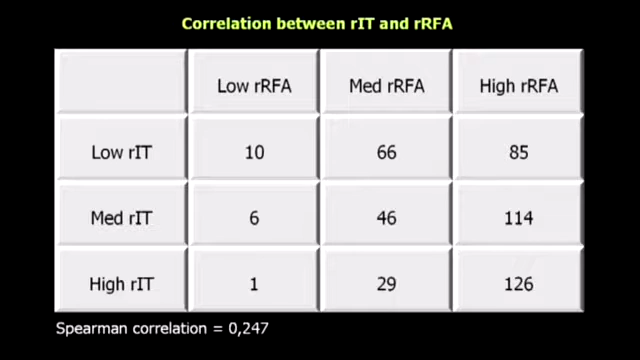 Correlation between rIT and rRFA
Low rRFA Med rRFA High rRFA
Low rIT 10 66 85
Med rIT 6 46 114
High rIT 1 29 126
Spearman correlation = 0,247